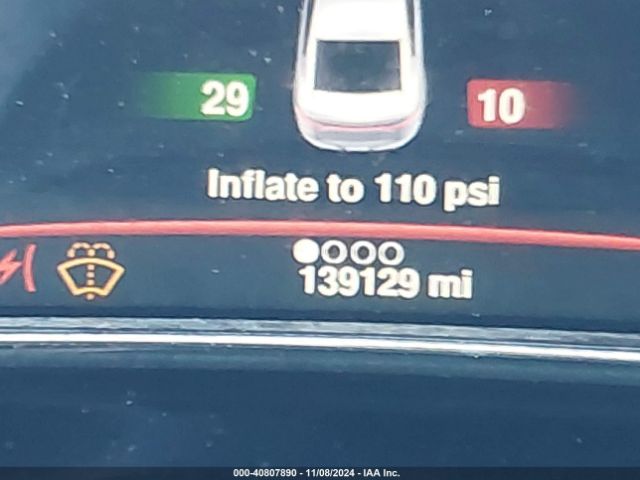 29 10
Inflate to 110 psi
139129 mi
000-40807890 - 11/08/2024 - IAA Inc.